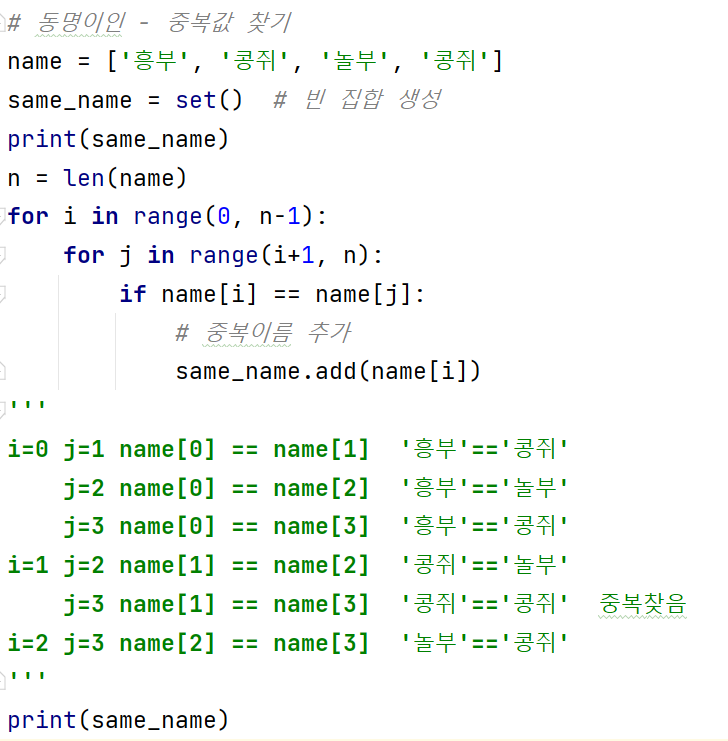 # 동명이인 - 중복값 찾기
name = ['흥부', '콩쥐', '놀부', '콩쥐']
same_name = set()  # 빈 집합 생성
print(same_name)
n = len(name)
for i in range(0, n-1):
    for j in range(i+1, n):
        if name[i] == name[j]:
            # 중복이름 추가
            same_name.add(name[i])
'''
i=0 j=1 name[0] == name[1]  '흥부'=='콩쥐'
    j=2 name[0] == name[2]  '흥부'=='놀부'
    j=3 name[0] == name[3]  '흥부'=='콩쥐'
i=1 j=2 name[1] == name[2]  '콩쥐'=='놀부'
    j=3 name[1] == name[3]  '콩쥐'=='콩쥐'  중복찾음
i=2 j=3 name[2] == name[3]  '놀부'=='콩쥐'
'''
print(same_name)